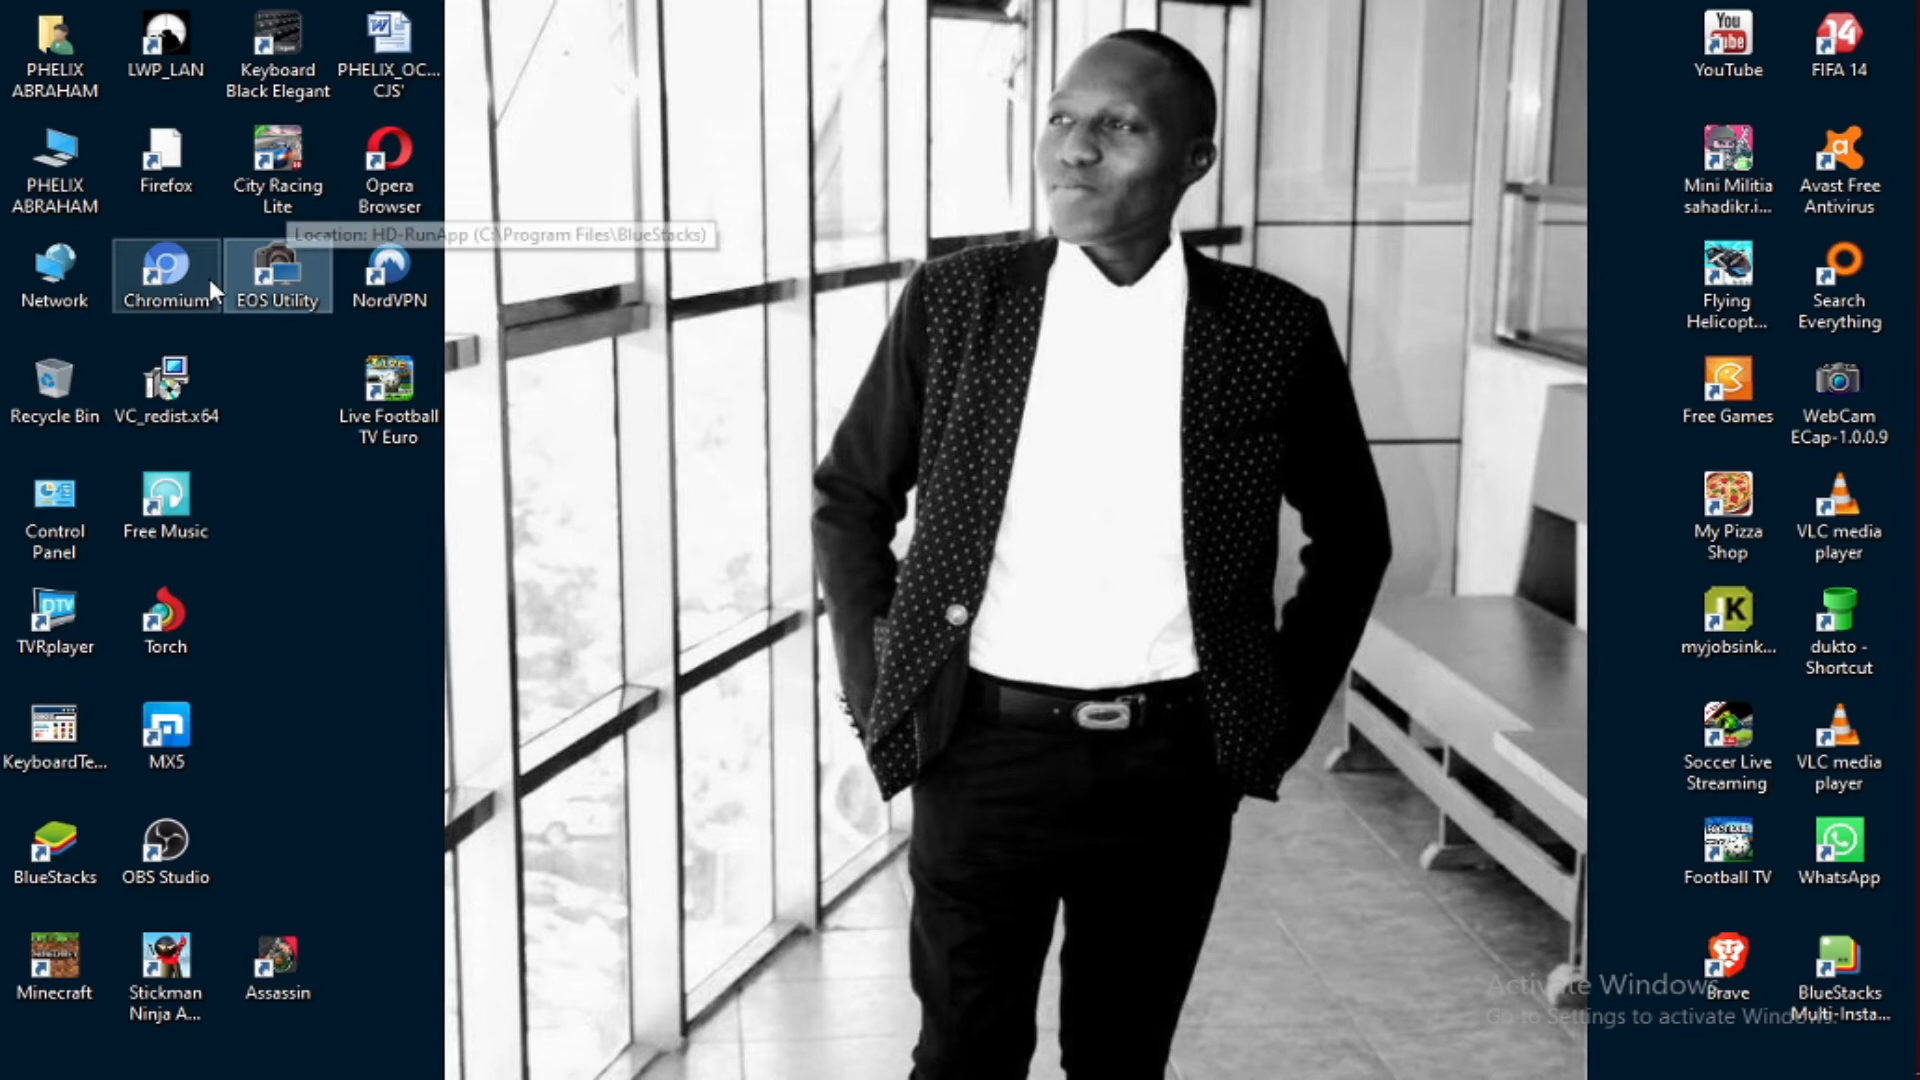 PHELIX
ABRAHAM
LWP_LAN
Keyboard
Black Elegant
PHELIX_OC...
CJS'
YouTube
FIFA 14
PHELIX
ABRAHAM
Firefox
City Racing
Lite
Opera
Browser
Mini Militia
sahadikr.i...
Avast Free
Antivirus
Location: HD-RunApp (C:\Program Files\BlueStacks)
Network
Chromium
EOS Utility
NordVPN
Flying
Helicopt...
Search
Everything
Recycle Bin
VC_redist.x64
Live Football
TV Euro
Free Games
WebCam
ECap-1.0.0.9
Control
Panel
Free Music
My Pizza
Shop
VLC media
player
DTV
TVRplayer
Torch
myjobsink...
dukto -
Shortcut
KeyboardTe...
MX5
Soccer Live
Streaming
VLC media
player
BlueStacks
OBS Studio
Football TV
WhatsApp
Minecraft
Stickman
Ninja A...
Assassin
Brave
BlueStacks
Multi-Insta...
Activate Windows
Go to Settings to activate Windows.